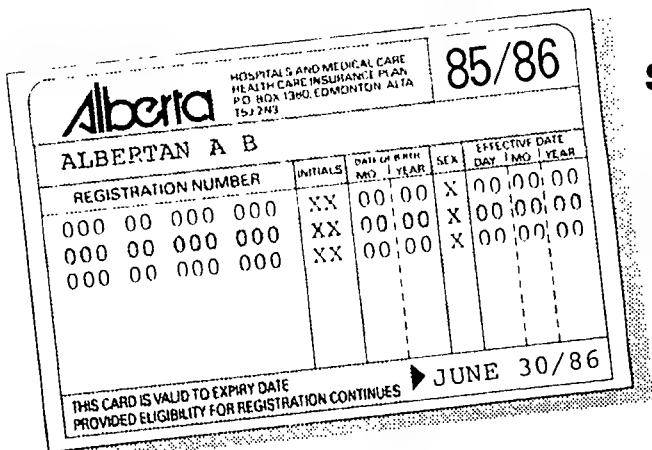 Alberta
HOSPITALS AND MEDICAL CARE
HEALTH CARE INSURANCE PLAN
P.O. BOX 1360, EDMONTON ALTA
T5J 2N3
85/86
ALBERTAN A B
REGISTRATION NUMBER INITIALS DATE OF BIRTH MO YEAR SEX EFFECTIVE DATE DAY MO YEAR
000 00 000 000 XX 00 00 X 00 00 00
000 00 000 000 XX 00 00 X 00 00 00
000 00 000 000 XX 00 00 X 00 00 00
THIS CARD IS VALID TO EXPIRY DATE
PROVIDED ELIGIBILITY FOR REGISTRATION CONTINUES JUNE 30/86